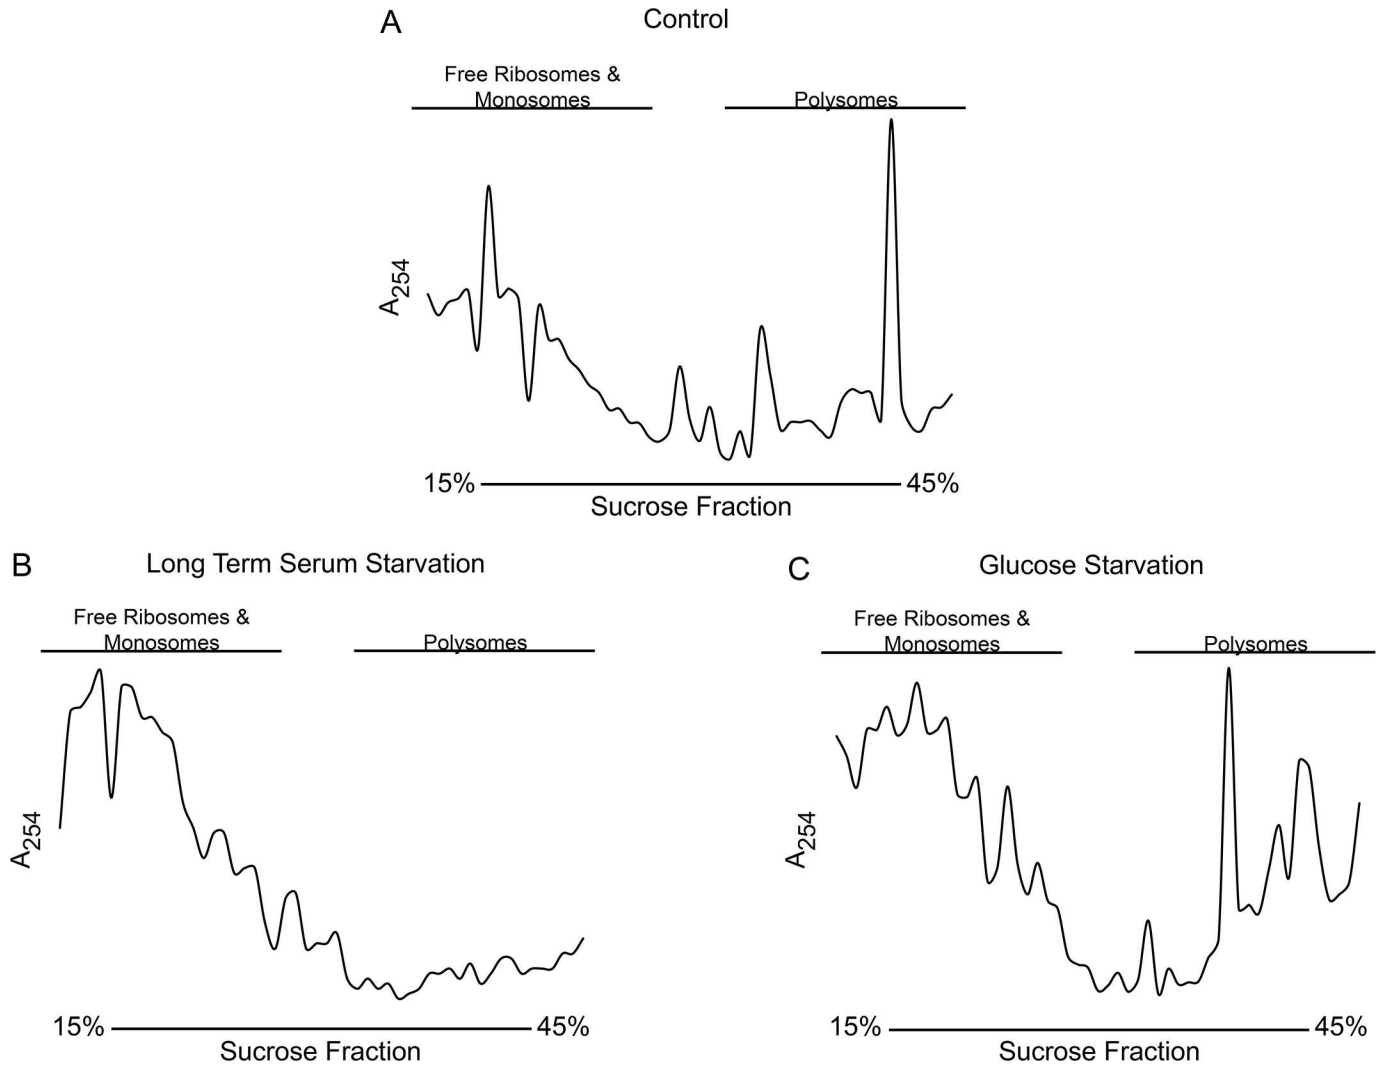 A
Control
Free Ribosomes &
Monosomes
Polysomes
A254
15%
45%
Sucrose Fraction
B
Long Term Serum Starvation
Free Ribosomes &
Monosomes
Polysomes
A254
15%
45%
Sucrose Fraction
C
Glucose Starvation
Free Ribosomes &
Monosomes
Polysomes
A254
15%
45%
Sucrose Fraction